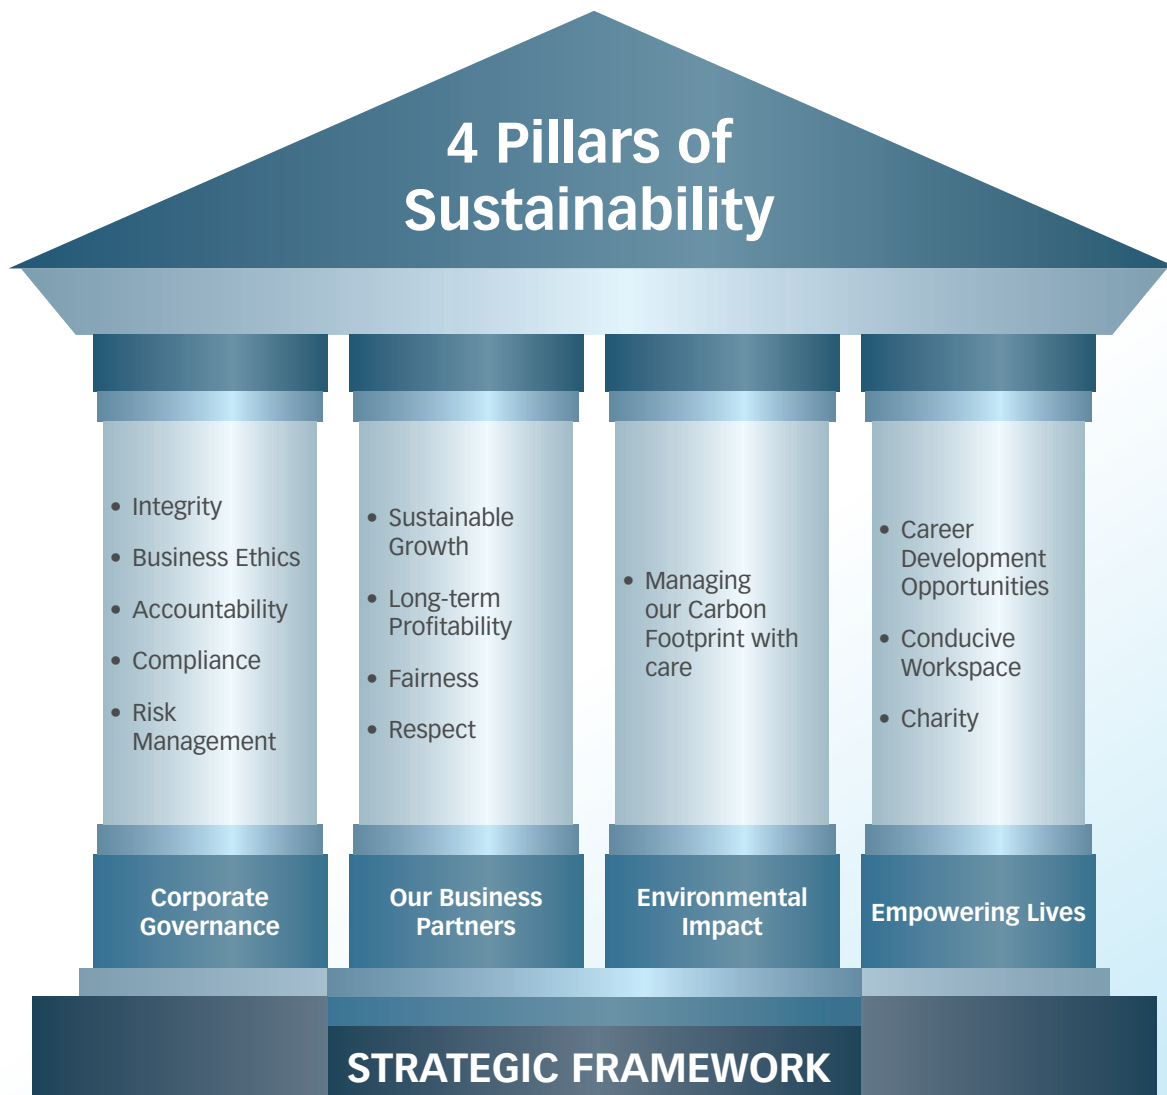 4 Pillars of
Sustainability
• Integrity
• Business Ethics
• Accountability
• Compliance
• Risk
Management
Corporate
Governance
• Sustainable
Growth
• Long-term
Profitability
• Fairness
• Respect
Our Business
Partners
• Managing
our Carbon
Footprint with
care
Environmental
Impact
• Career
Development
Opportunities
• Conducive
Workspace
• Charity
Empowering Lives
STRATEGIC FRAMEWORK